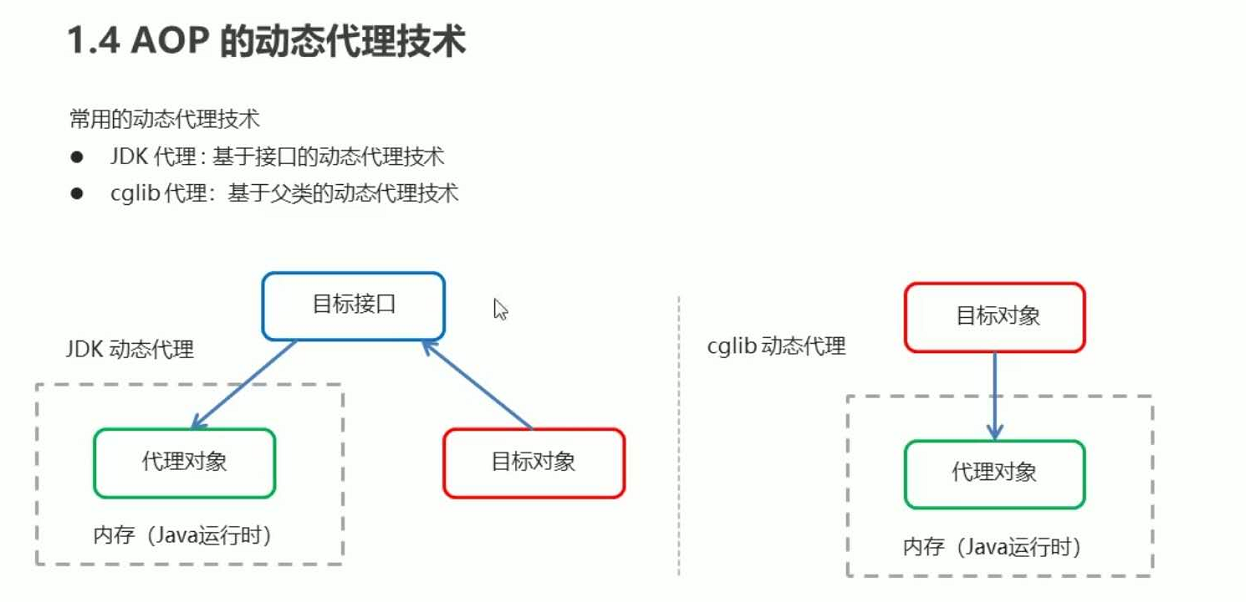 1.4 AOP 的动态代理技术
常用的动态代理技术
● JDK 代理 : 基于接口的动态代理技术
● cglib 代理：基于父类的动态代理技术
目标接口
JDK 动态代理
代理对象
目标对象
内存（Java运行时）
目标对象
cglib 动态代理
代理对象
内存（Java运行时）